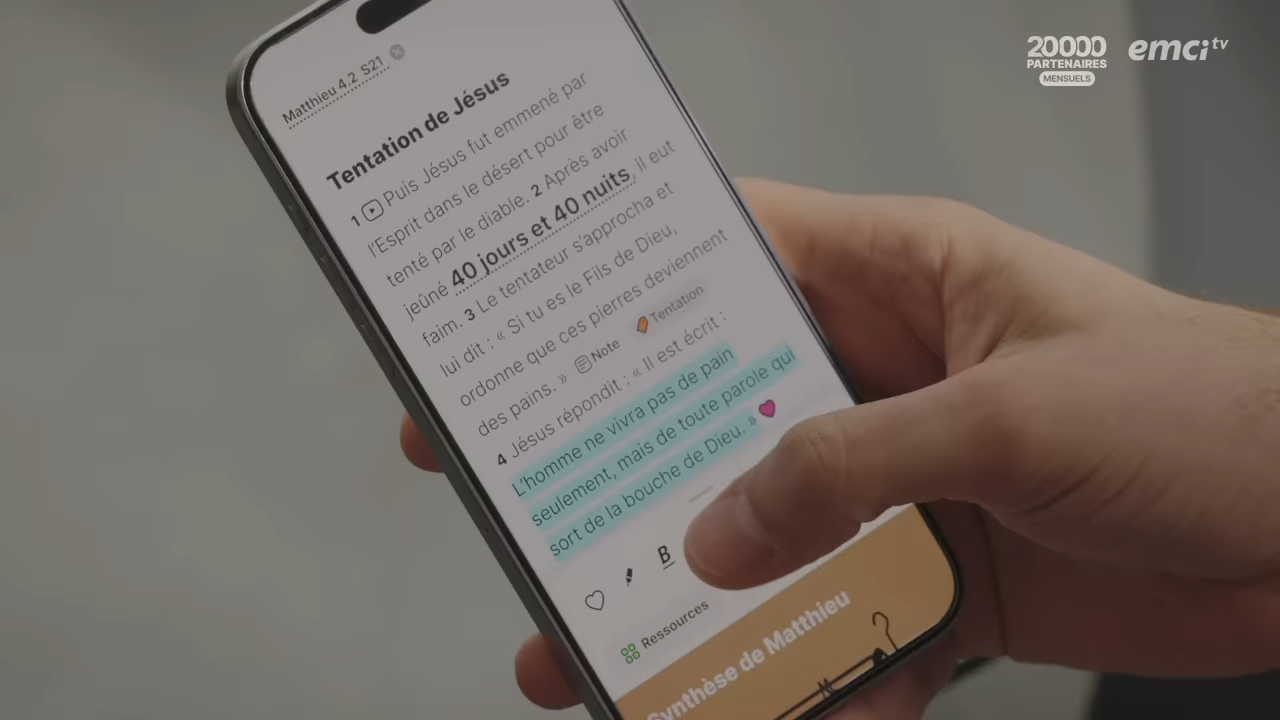 20000
PARTENAIRES
MENSUELS
emci tv
Matthieu 4.2 S21
Tentation de Jésus
1 Puis Jésus fut emmené par
l'Esprit dans le désert pour être
tenté par le diable. 2 Après avoir
jeûné 40 jours et 40 nuits, il eut
faim. 3 Le tentateur s'approcha et
lui dit : « Si tu es le Fils de Dieu,
ordonne que ces pierres deviennent
des pains. » Note Tentation
4 Jésus répondit : « Il est écrit :
L'homme ne vivra pas de pain
seulement, mais de toute parole qui
sort de la bouche de Dieu. »
B
Ressources
Synthèse de Matthieu